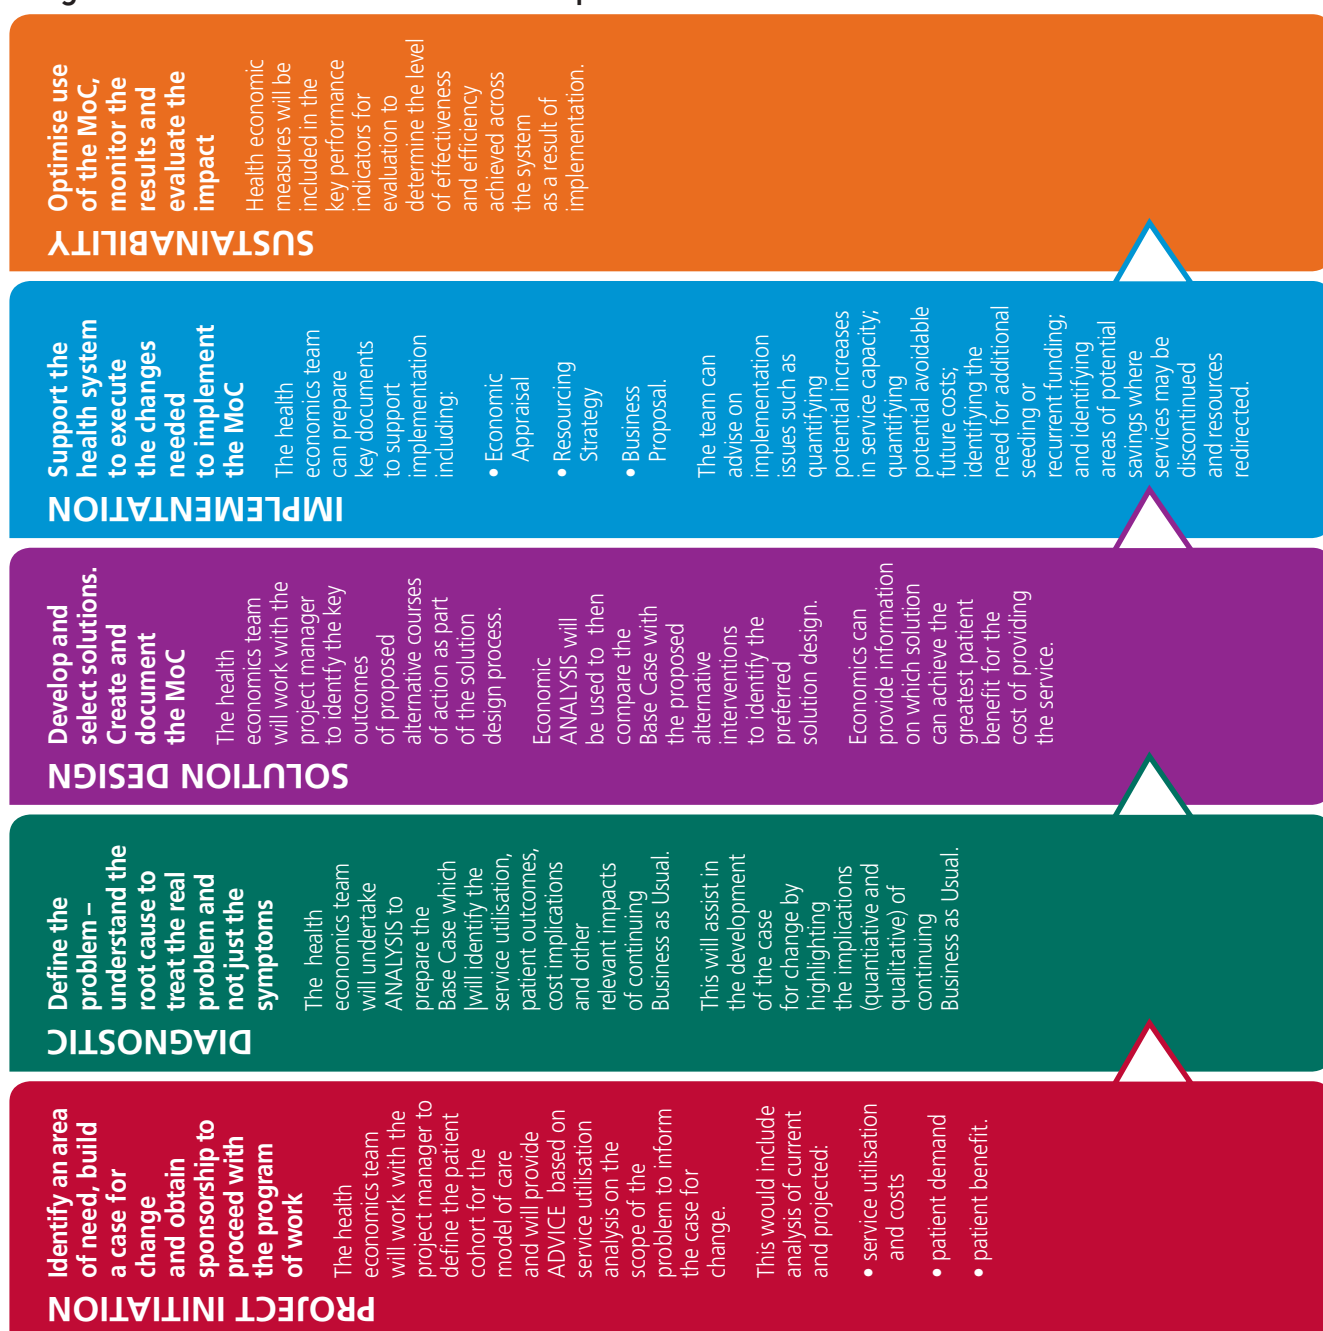 PROJECT INITIATION
Identify an area
of need, build
a case for
change
and obtain
sponsorship to
proceed with
the program
of work
The health
economics team
will work with the
project manager to
define the patient
cohort for the
model of care
and will provide
ADVICE based on
service utilisation
analysis on the
scope of the
problem to inform
the case for
change.
This would include
analysis of current
and projected:
• service utilisation
and costs
• patient demand
• patient benefit.
DIAGNOSTIC
Define the
problem –
understand the
root cause to
treat the real
problem and
not just the
symptoms
The health
economics team
will undertake
ANALYSIS to
prepare the
Base Case which
|will identify the
service utilisation,
patient outcomes,
cost implications
and other
relevant impacts
of continuing
Business as Usual.
This will assist in
the development
of the case
for change by
highlighting
the implications
(quantiative and
qualitative) of
continuing
Business as Usual.
SOLUTION DESIGN
Develop and
select solutions.
Create and
document
the MoC
The health
economics team
will work with the
project manager
to identify the key
outcomes
of proposed
alternative courses
of action as part
of the solution
design process.
Economic
ANALYSIS will
be used to then
compare the
Base Case with
the proposed
alternative
interventions
to identify the
preferred
solution design.
Economics can
provide information
on which solution
can achieve the
greatest patient
benefit for the
cost of providing
the service.
IMPLEMENTATION
Support the
health system
to execute
the changes
needed
to implement
the MoC
The health
economics team
can prepare
key documents
to support
implementation
including:
• Economic
Appraisal
• Resourcing
Strategy
• Business
Proposal.
The team can
advise on
implementation
issues such as
quantifying
potential increases
in service capacity;
quantifying
potential avoidable
future costs;
identifying the
need for additional
seeding or
recurrent funding;
and identifying
areas of potential
savings where
services may be
discontinued
and resources
redirected.
SUSTAINABILITY
Optimise use
of the MoC,
monitor the
results and
evaluate the
impact
Health economic
measures will be
included in the
key performance
indicators for
evaluation to
determine the level
of effectiveness
and efficiency
achieved across
the system
as a result of
implementation.